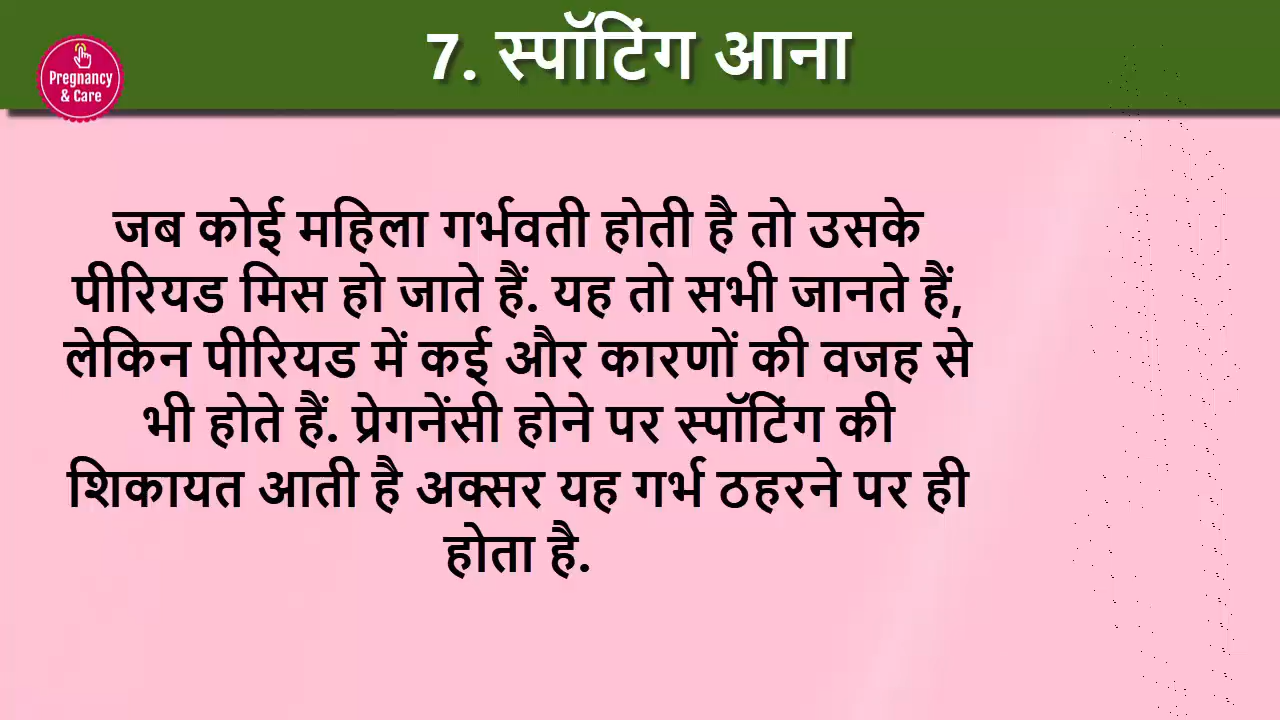 7. स्पॉटिंग आना
Pregnancy
& Care
जब कोई महिला गर्भवती होती है तो उसके
पीरियड मिस हो जाते हैं. यह तो सभी जानते हैं,
लेकिन पीरियड में कई और कारणों की वजह से
भी होते हैं. प्रेगनेंसी होने पर स्पॉटिंग की
शिकायत आती है अक्सर यह गर्भ ठहरने पर ही
होता है.